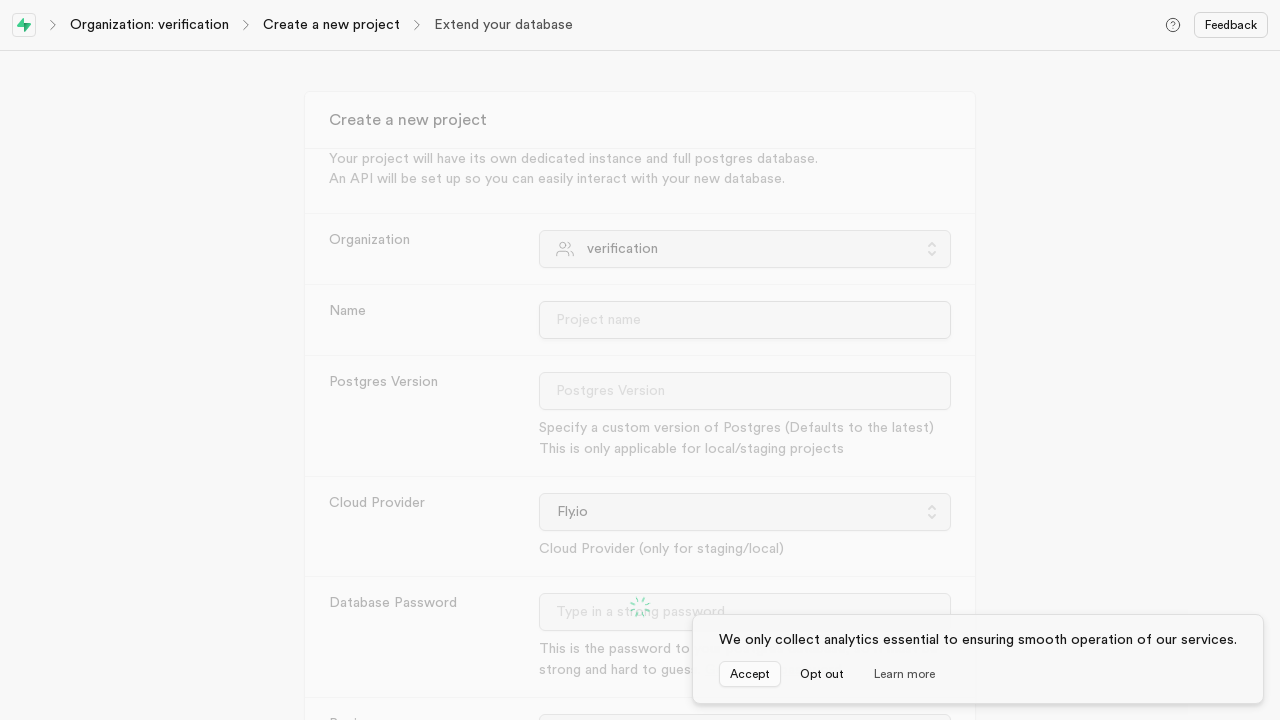 Organization: verification
Create a new project
Extend your database
Feedback
Create a new project
Your project will have its own dedicated instance and full postgres database.
An API will be set up so you can easily interact with your new database.
Organization
verification
Name
Project name
Postgres Version
Postgres Version
Specify a custom version of Postgres (Defaults to the latest)
This is only applicable for local/staging projects
Cloud Provider
Fly.io
Cloud Provider (only for staging/local)
Database Password
Type in a strong password
This is the password to
strong and hard to gues
We only collect analytics essential to ensuring smooth operation of our services.
Accept
Opt out
Learn more